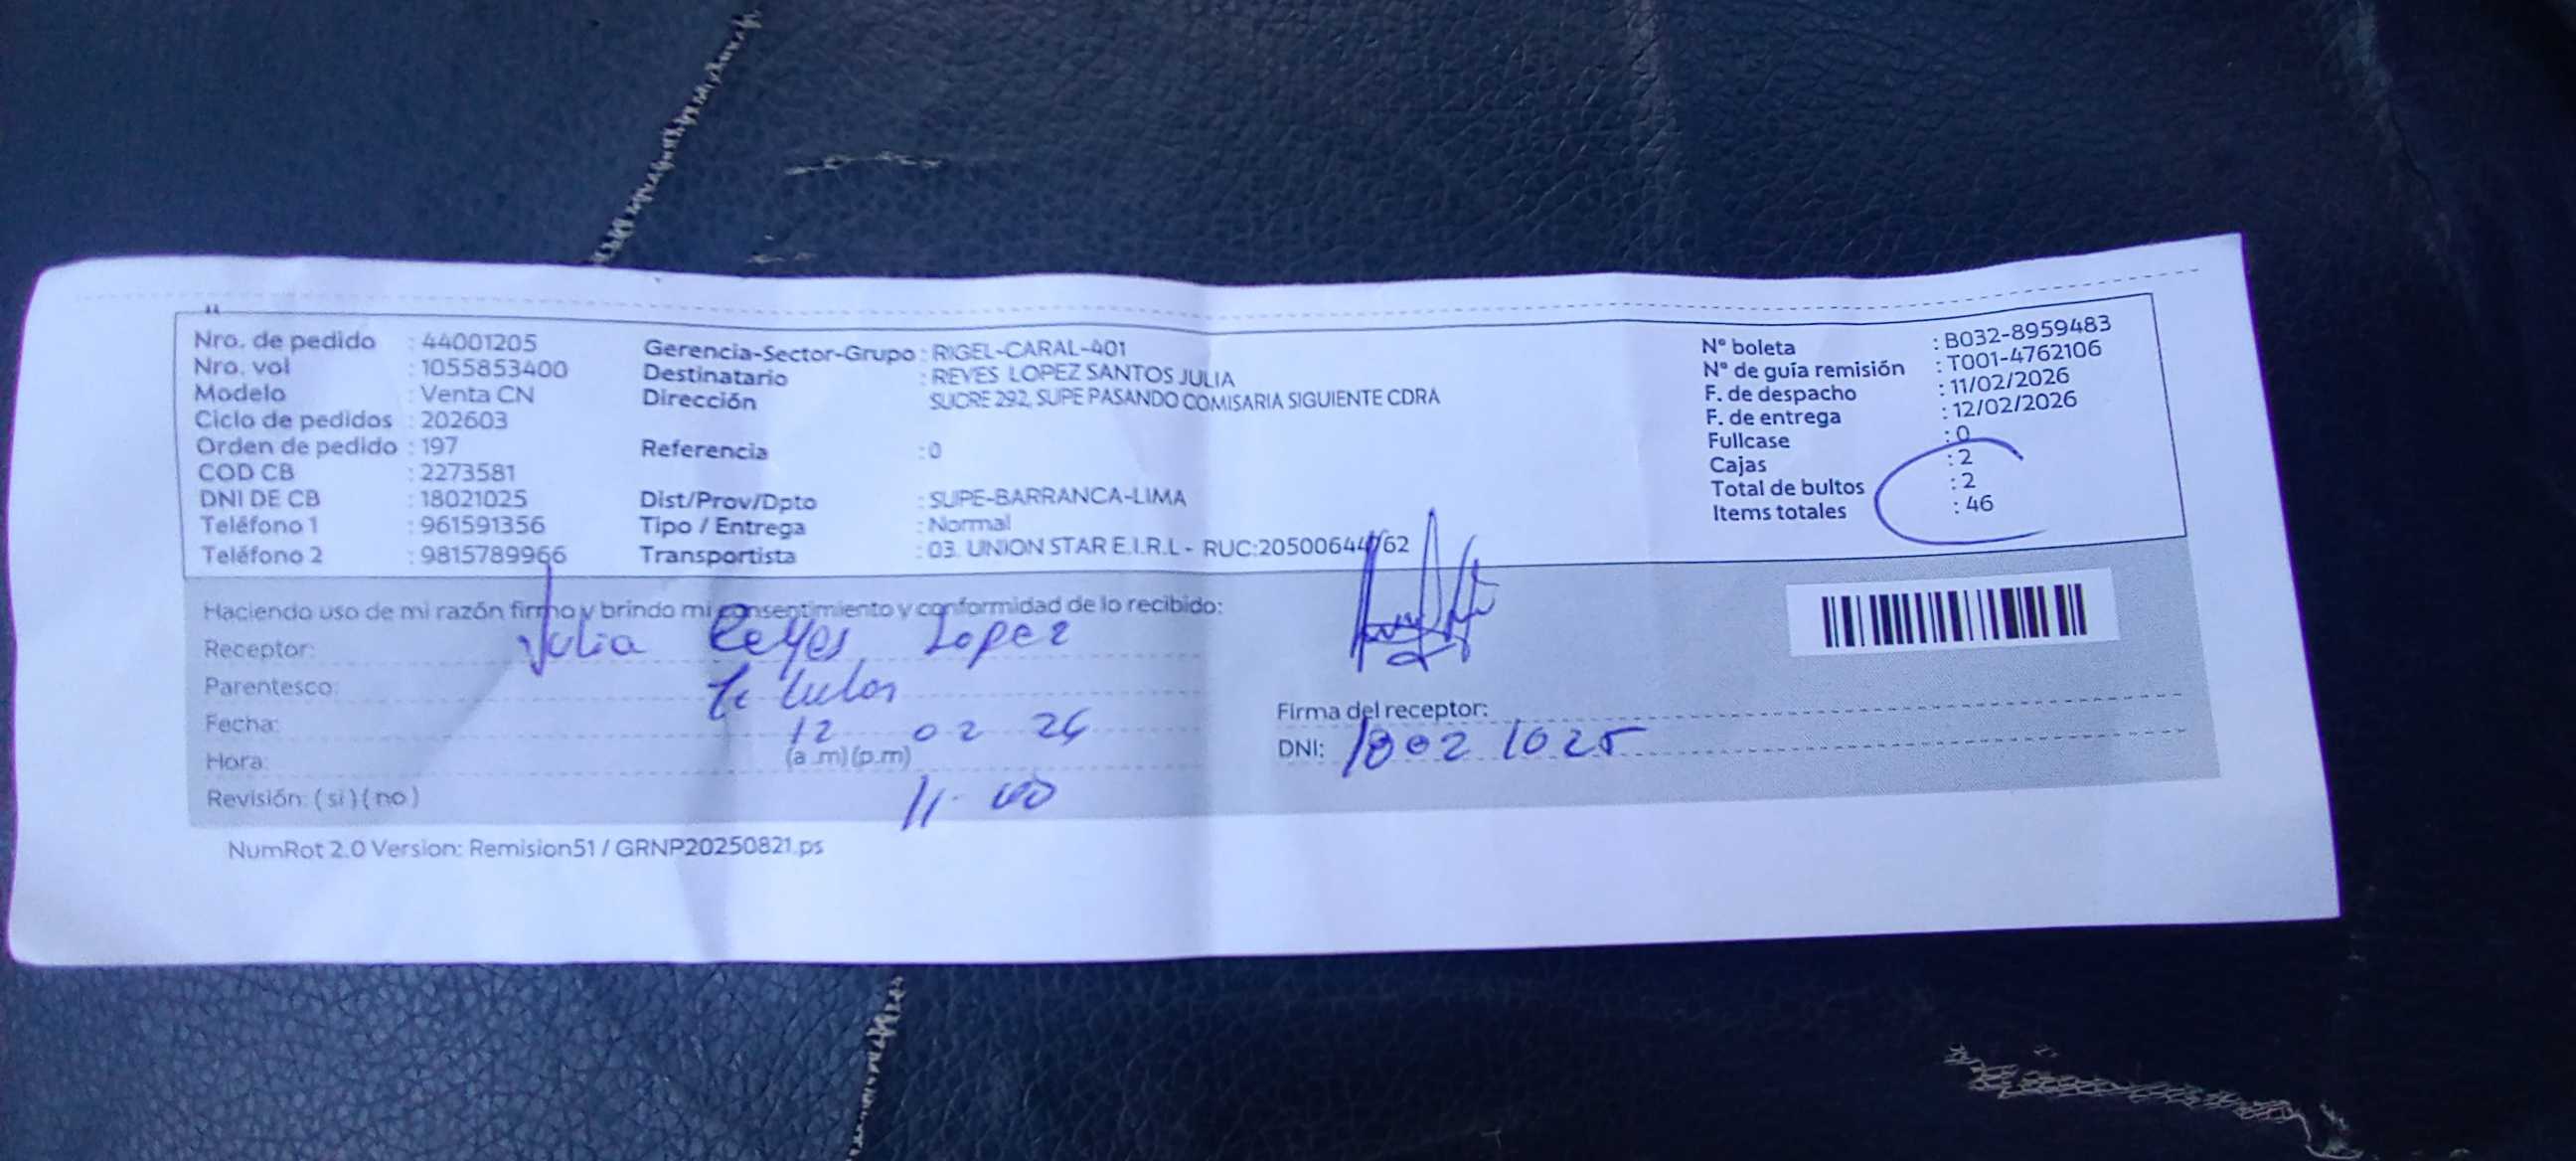 Nro. de pedido : 44001205
Nro. vol : 1055853400
Modelo : Venta CN
Ciclo de pedidos : 202603
Orden de pedido : 197
COD CB : 2273581
DNI DE CB : 18021025
Teléfono 1 : 961591356
Teléfono 2 : 9815789966
Gerencia-Sector-Grupo : RIGEL-CARAL-401
Destinatario : REYES LOPEZ SANTOS JULIA
Dirección SUCRE 292, SUPE PASANDO COMISARIA SIGUIENTE CDRA
Referencia : 0
Dist/Prov/Dpto : SUPE-BARRANCA-LIMA
Tipo / Entrega : Normal
Transportista : 03. UNION STAR E.I.R.L - RUC:20500644762
N° boleta : B032-8959483
N° de guía remisión : T001-4762106
F. de despacho : 11/02/2026
F. de entrega : 12/02/2026
Fullcase : 0
Cajas : 2
Total de bultos : 2
Items totales : 46
Haciendo uso de mi razón firmo y brindo mi consentimiento y conformidad de lo recibido:
Receptor: Julia Reyes Lopez
Parentesco: titular
Fecha: 12 02 26
Hora: (a.m)(p.m)
11:00
Revisión: (si)(no)
Firma del receptor:
DNI: 18021025
NumRot 2.0 Version: Remision51 / GRNP20250821.ps